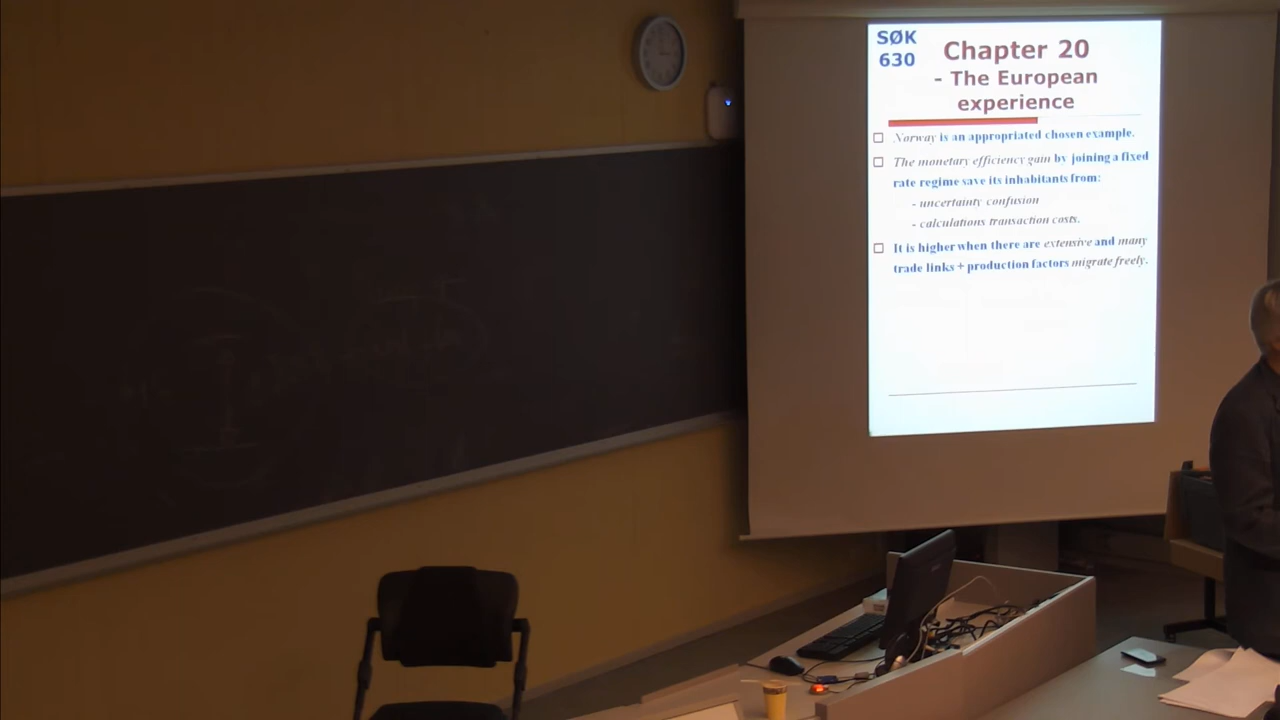 SØK
630
Chapter 20
- The European
experience
Norway is an appropriated chosen example.
The monetary efficiency gain by joining a fixed
rate regime save its inhabitants from:
- uncertainty confusion
- calculations transaction costs.
It is higher when there are extensive and many
trade links + production factors migrate freely.